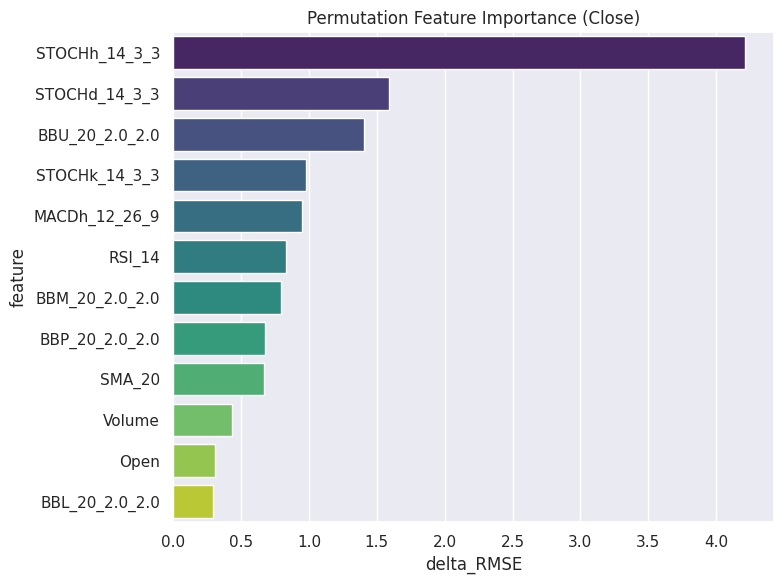 Permutation Feature Importance (Close)
feature
STOCHh_14_3_3
STOCHd_14_3_3
BBU_20_2.0_2.0
STOCHk_14_3_3
MACDh_12_26_9
RSI_14
BBM_20_2.0_2.0
BBP_20_2.0_2.0
SMA_20
Volume
Open
BBL_20_2.0_2.0
0.0 0.5 1.0 1.5 2.0 2.5 3.0 3.5 4.0
delta_RMSE